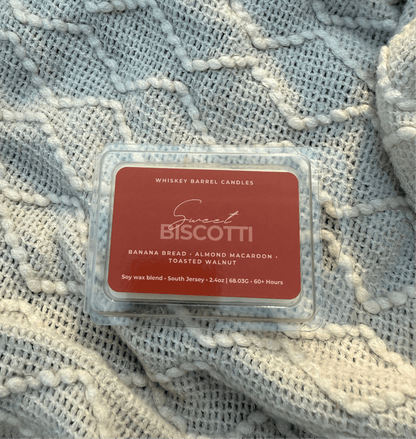 WHISKEY BARREL CANDLES
Sweet
BISCOTTI
BANANA BREAD • ALMOND MACAROON •
TOASTED WALNUT
Soy wax blend • South Jersey • 2.4oz | 68.03G • 60+ Hours